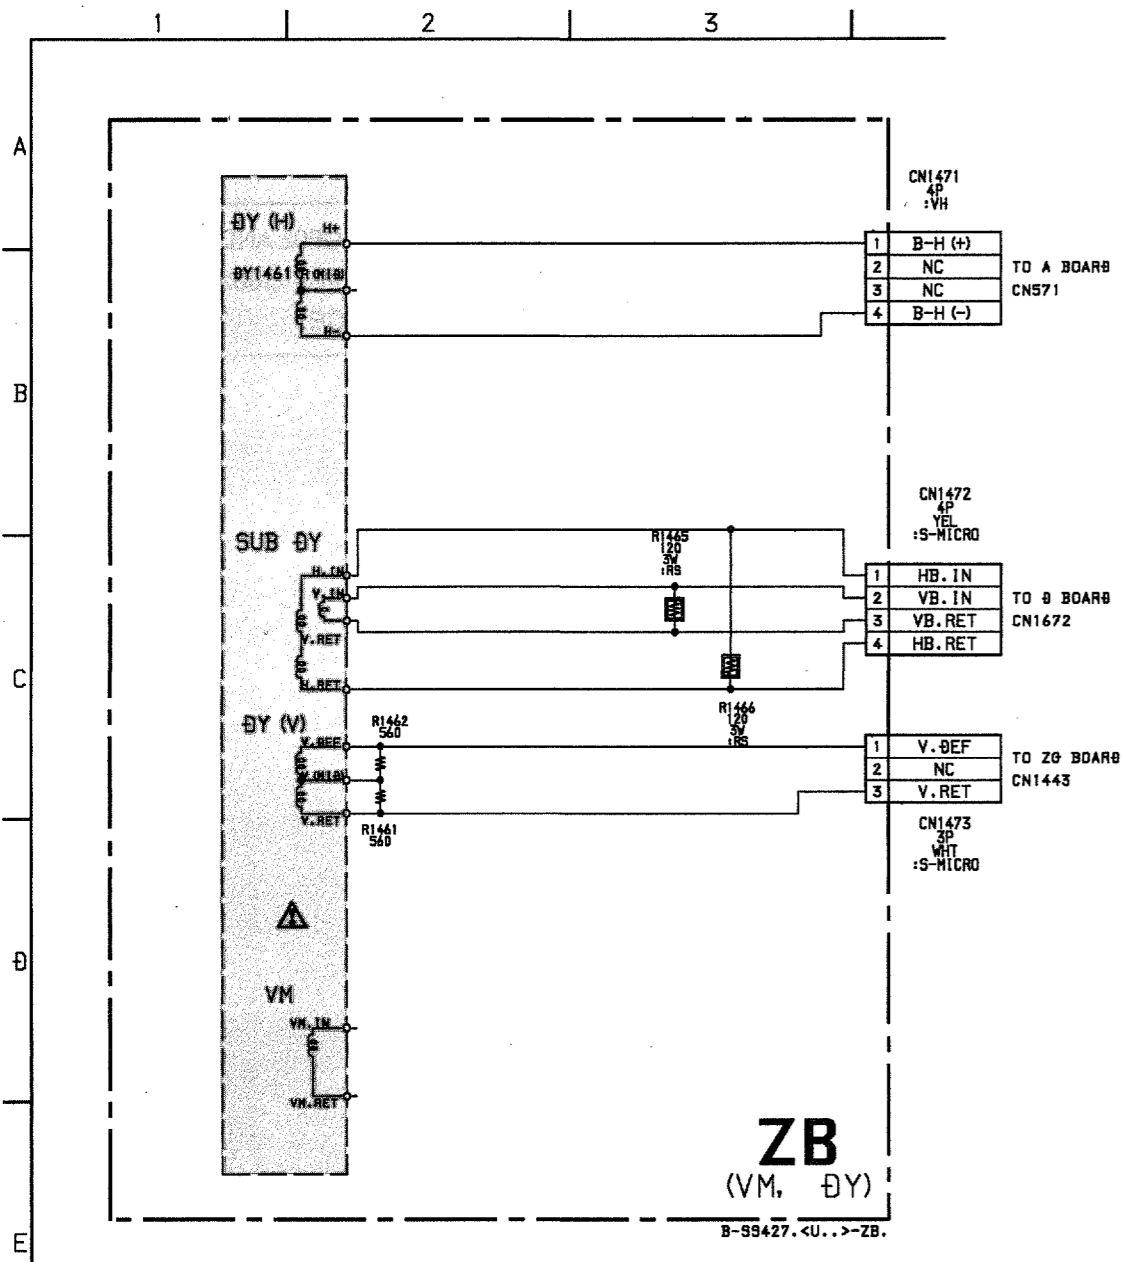 1 2 3
A
B
C
D
E
CN1471
4P
:VH
DY (H)
H+
DY1461
H-
1 B-H (+)
2 NC
3 NC
4 B-H (-)
TO A BOARD
CN571
CN1472
4P
YEL
:S-MICRO
SUB DY
H.IN
V.IN
V.RET
H.RET
R1465
120
3W
:RS
1 HB.IN
2 VB.IN
3 VB.RET
4 HB.RET
TO D BOARD
CN1672
R1466
120
3W
:RS
DY (V)
V.DEF
V.(MID)
V.RET
R1462
560
R1461
560
1 V.DEF
2 NC
3 V.RET
TO ZG BOARD
CN1443
CN1473
3P
WHT
:S-MICRO
VM
VM.IN
VM.RET
ZB
(VM, DY)
B-SS427.<U..>-ZB.